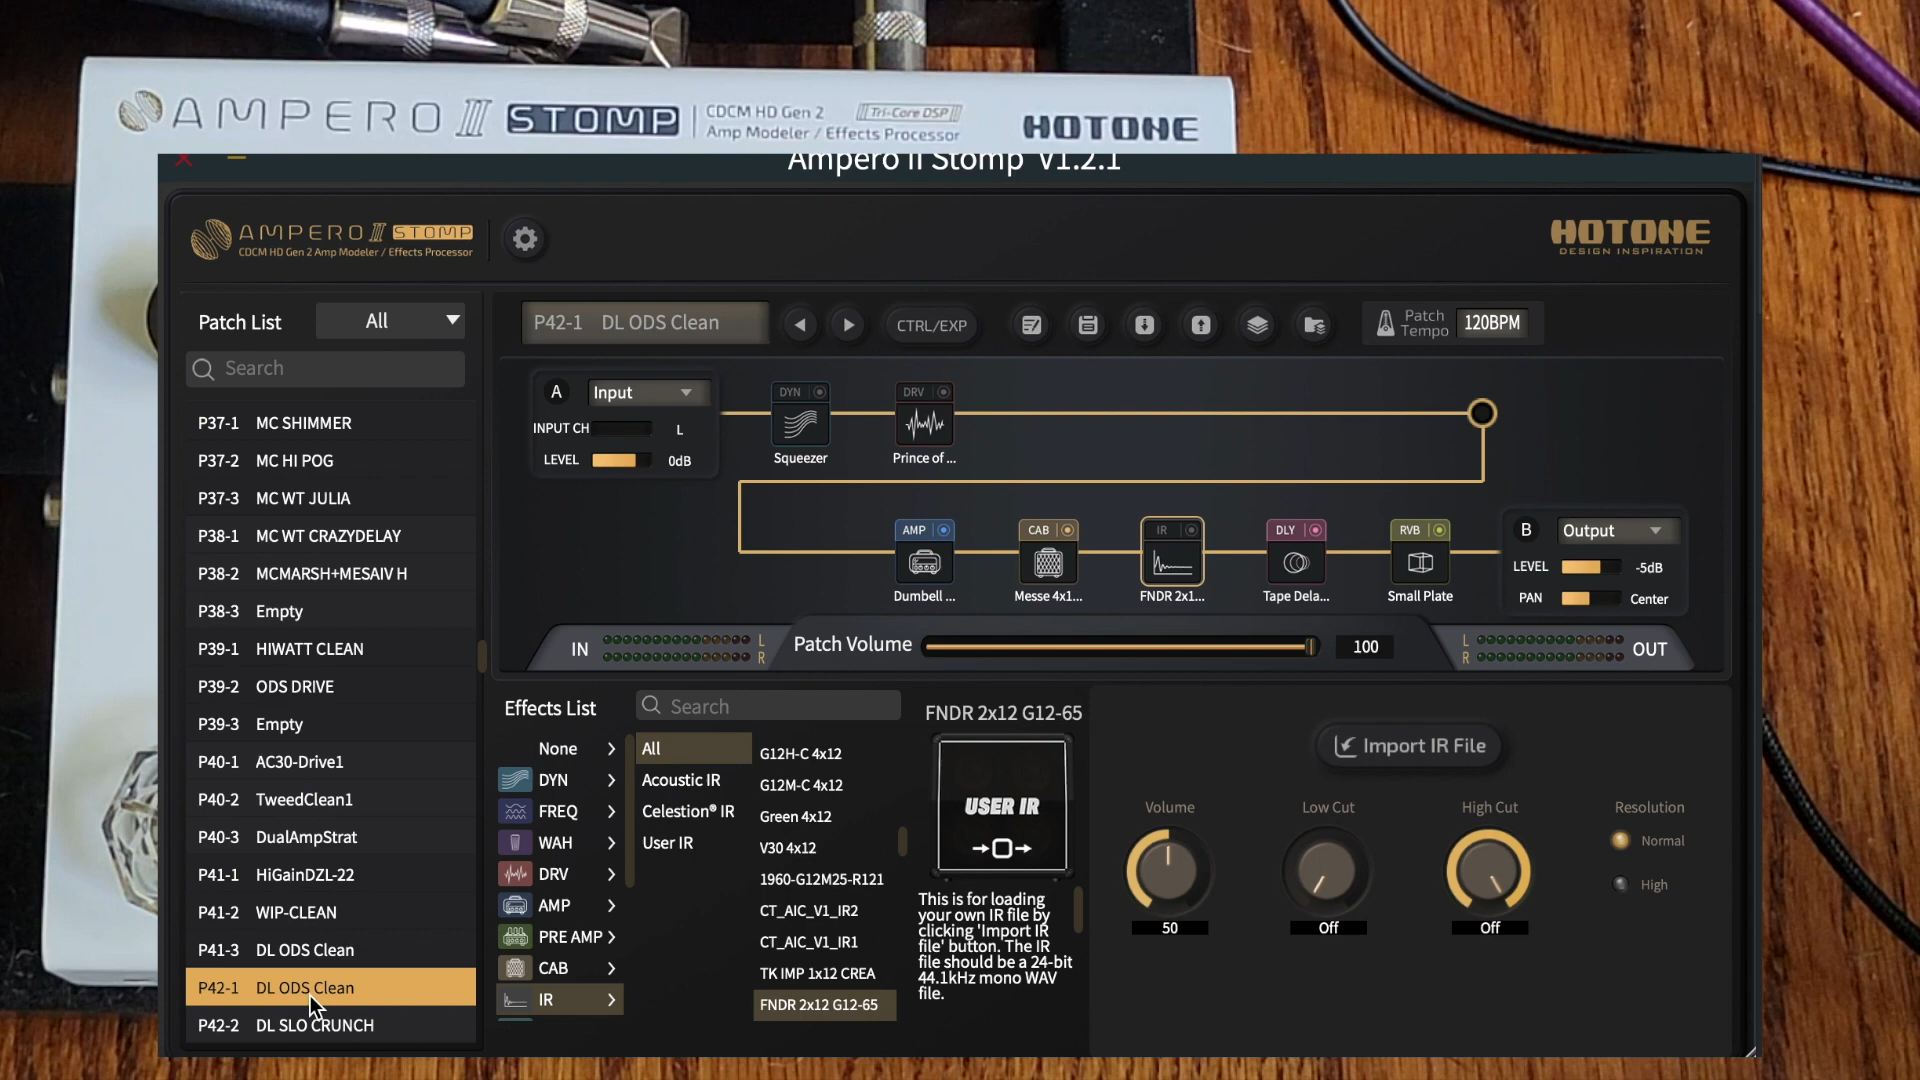 AMPERO II STOMP
CDCM HD Gen 2
Tri-Core DSP
Amp Modeler / Effects Processor
HOTONE
Ampero II Stomp V1.2.1
AMPERO II STOMP
CDCM HD Gen 2 Amp Modeler / Effects Processor
HOTONE
DESIGN INSPIRATION
Patch List
All
Search
P37-1 MC SHIMMER
P37-2 MC HI POG
P37-3 MC WT JULIA
P38-1 MC WT CRAZYDELAY
P38-2 MCMARSH+MESAIV H
P38-3 Empty
P39-1 HIWATT CLEAN
P39-2 ODS DRIVE
P39-3 Empty
P40-1 AC30-Drive1
P40-2 TweedClean1
P40-3 DualAmpStrat
P41-1 HiGainDZL-22
P41-2 WIP-CLEAN
P41-3 DL ODS Clean
P42-1 DL ODS Clean
P42-2 DL SLO CRUNCH
P42-1 DL ODS Clean
CTRL/EXP
Patch Tempo
120BPM
A Input
INPUT CH L
LEVEL 0dB
DYN
Squeezer
DRV
Prince of ...
AMP
Dumbell ...
CAB
Messe 4x1...
IR
FNDR 2x1...
DLY
Tape Dela...
RVB
Small Plate
B Output
LEVEL -5dB
PAN Center
IN
L
R
Patch Volume
100
L
R
OUT
Effects List
Search
None
DYN
FREQ
WAH
DRV
AMP
PRE AMP
CAB
IR
All
Acoustic IR
Celestion® IR
User IR
G12H-C 4x12
G12M-C 4x12
Green 4x12
V30 4x12
1960-G12M25-R121
CT_AIC_V1_IR2
CT_AIC_V1_IR1
TK IMP 1x12 CREA
FNDR 2x12 G12-65
FNDR 2x12 G12-65
USER IR
This is for loading
your own IR file by
clicking 'Import IR
file' button. The IR
file should be a 24-bit
44.1kHz mono WAV
file.
Import IR File
Volume
50
Low Cut
Off
High Cut
Off
Resolution
Normal
High